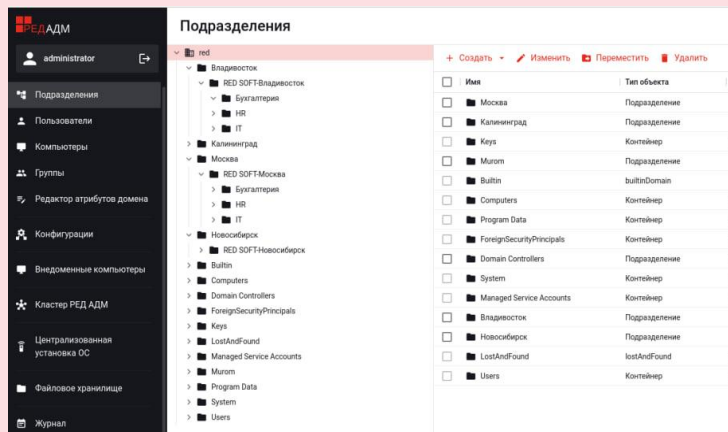 РЕДАДМ
administrator
Подразделения
Пользователи
Компьютеры
Группы
Редактор атрибутов домена
Конфигурации
Внедоменные компьютеры
Кластер РЕД АДМ
Централизованная
установка ОС
Файловое хранилище
Журнал
Подразделения
red
Владивосток
RED SOFT-Владивосток
Бухгалтерия
HR
IT
Калининград
Москва
RED SOFT-Москва
Бухгалтерия
HR
IT
Новосибирск
RED SOFT-Новосибирск
Builtin
Computers
Domain Controllers
ForeignSecurityPrincipals
Keys
LostAndFound
Managed Service Accounts
Murom
Program Data
System
Users
+ Создать Изменить Переместить Удалить
Имя Тип объекта
Москва Подразделение
Калининград Подразделение
Keys Контейнер
Murom Подразделение
Builtin builtinDomain
Computers Контейнер
Program Data Контейнер
ForeignSecurityPrincipals Контейнер
Domain Controllers Подразделение
System Контейнер
Managed Service Accounts Контейнер
Владивосток Подразделение
Новосибирск Подразделение
LostAndFound lostAndFound
Users Контейнер